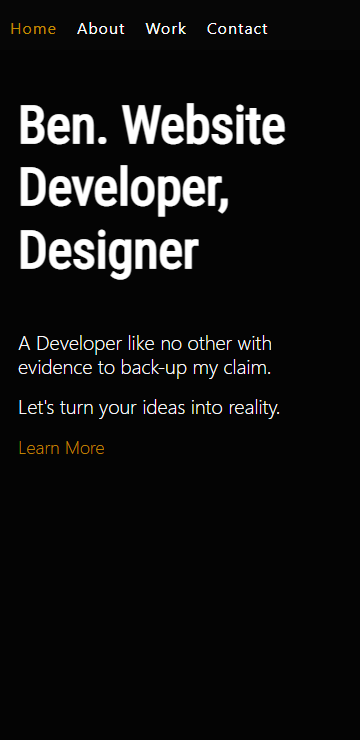 Home About Work Contact
Ben. Website
Developer,
Designer
A Developer like no other with
evidence to back-up my claim.
Let's turn your ideas into reality.
Learn More